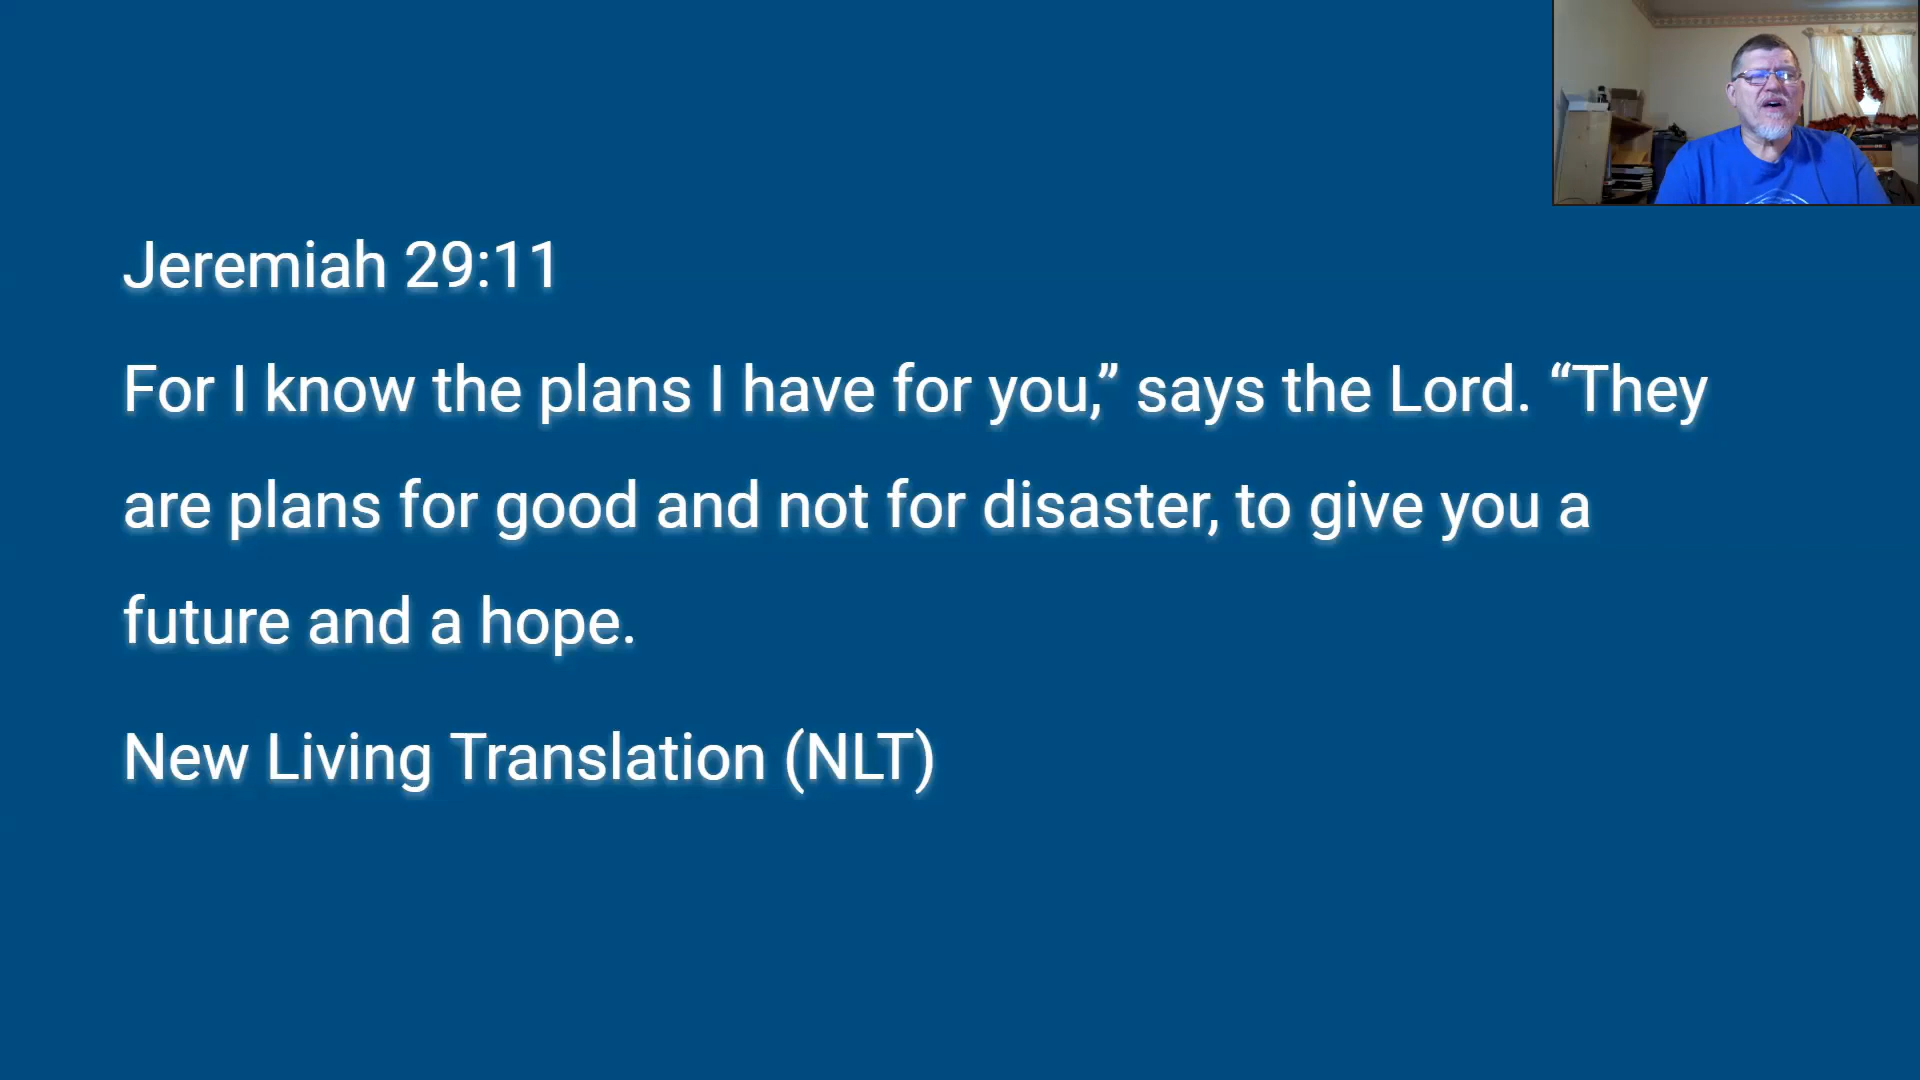 Jeremiah 29:11
For I know the plans I have for you,” says the Lord. “They
are plans for good and not for disaster, to give you a
future and a hope.
New Living Translation (NLT)